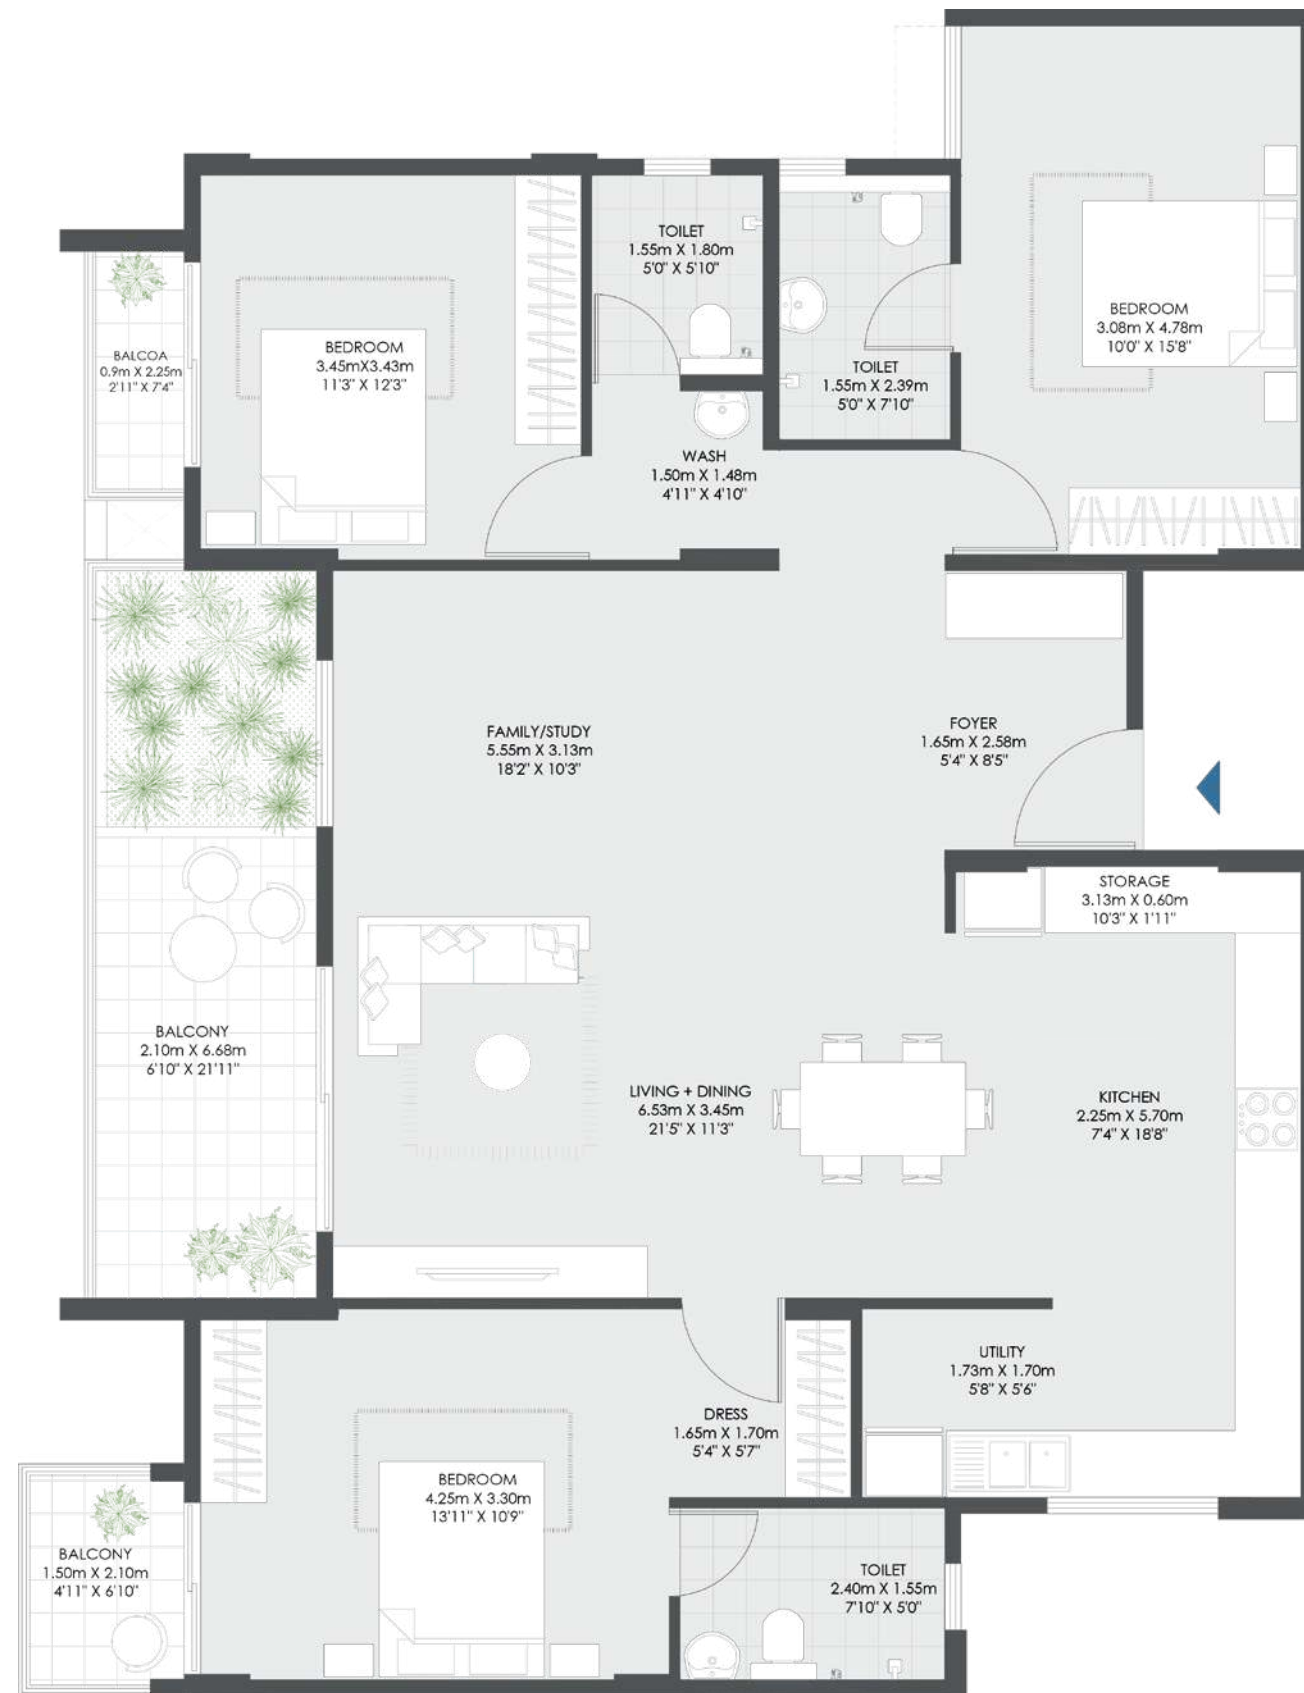 TOILET
1.55m X 1.80m
5'0" X 5'10"
BEDROOM
3.08m X 4.78m
10'0" X 15'8"
BEDROOM
3.45mX3.43m
11'3" X 12'3"
BALCOA
0.9m X 2.25m
2'11" X 7'4"
TOILET
1.55m X 2.39m
5'0" X 7'10"
WASH
1.50m X 1.48m
4'11" X 4'10"
FAMILY/STUDY
5.55m X 3.13m
18'2" X 10'3"
FOYER
1.65m X 2.58m
5'4" X 8'5"
STORAGE
3.13m X 0.60m
10'3" X 1'11"
BALCONY
2.10m X 6.68m
6'10" X 21'11"
LIVING + DINING
6.53m X 3.45m
21'5" X 11'3"
KITCHEN
2.25m X 5.70m
7'4" X 18'8"
UTILITY
1.73m X 1.70m
5'8" X 5'6"
DRESS
1.65m X 1.70m
5'4" X 5'7"
BEDROOM
4.25m X 3.30m
13'11" X 10'9"
BALCONY
1.50m X 2.10m
4'11" X 6'10"
TOILET
2.40m X 1.55m
7'10" X 5'0"